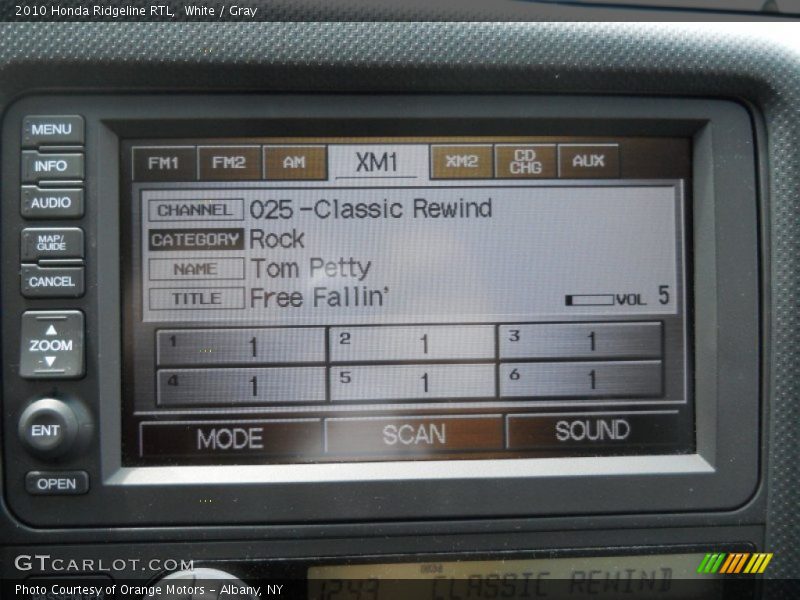 2010 Honda Ridgeline RTL,  White / Gray
MENU
INFO
AUDIO
MAP/
GUIDE
CANCEL
ZOOM
ENT
OPEN
FM1 FM2 AM XM1 XM2 CD CHG AUX
CHANNEL 025-Classic Rewind
CATEGORY Rock
NAME Tom Petty
TITLE Free Fallin'
VOL 5
1 1 2 1 3 1
4 1 5 1 6 1
MODE SCAN SOUND
GTCARLOT.COM
12:43 CLASSIC REWIND
Photo Courtesy of Orange Motors - Albany, NY